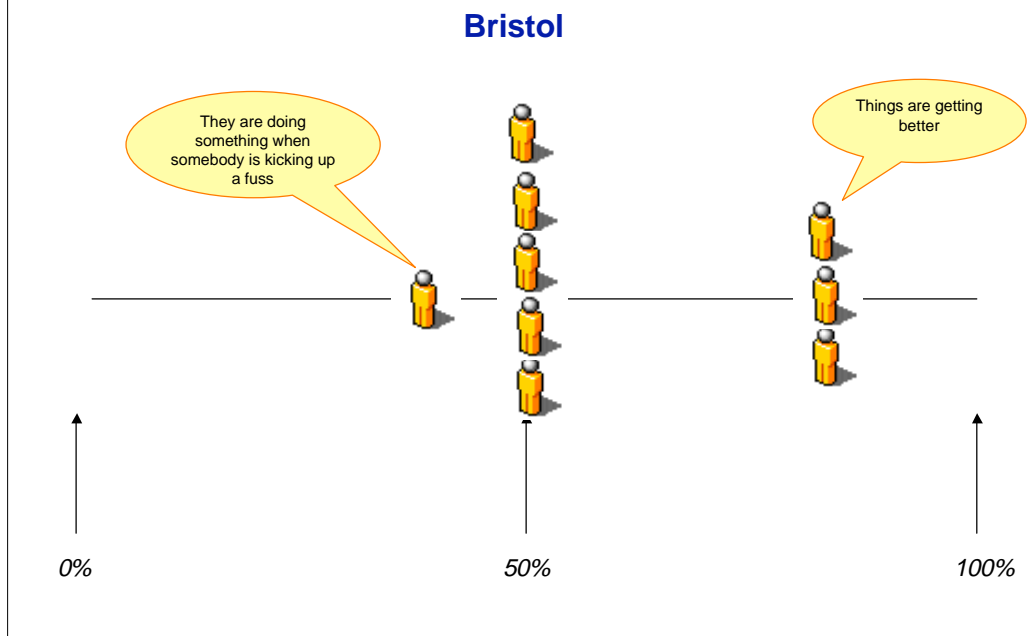 Bristol
They are doing
something when
somebody is kicking up
a fuss
Things are getting
better
0%
50%
100%